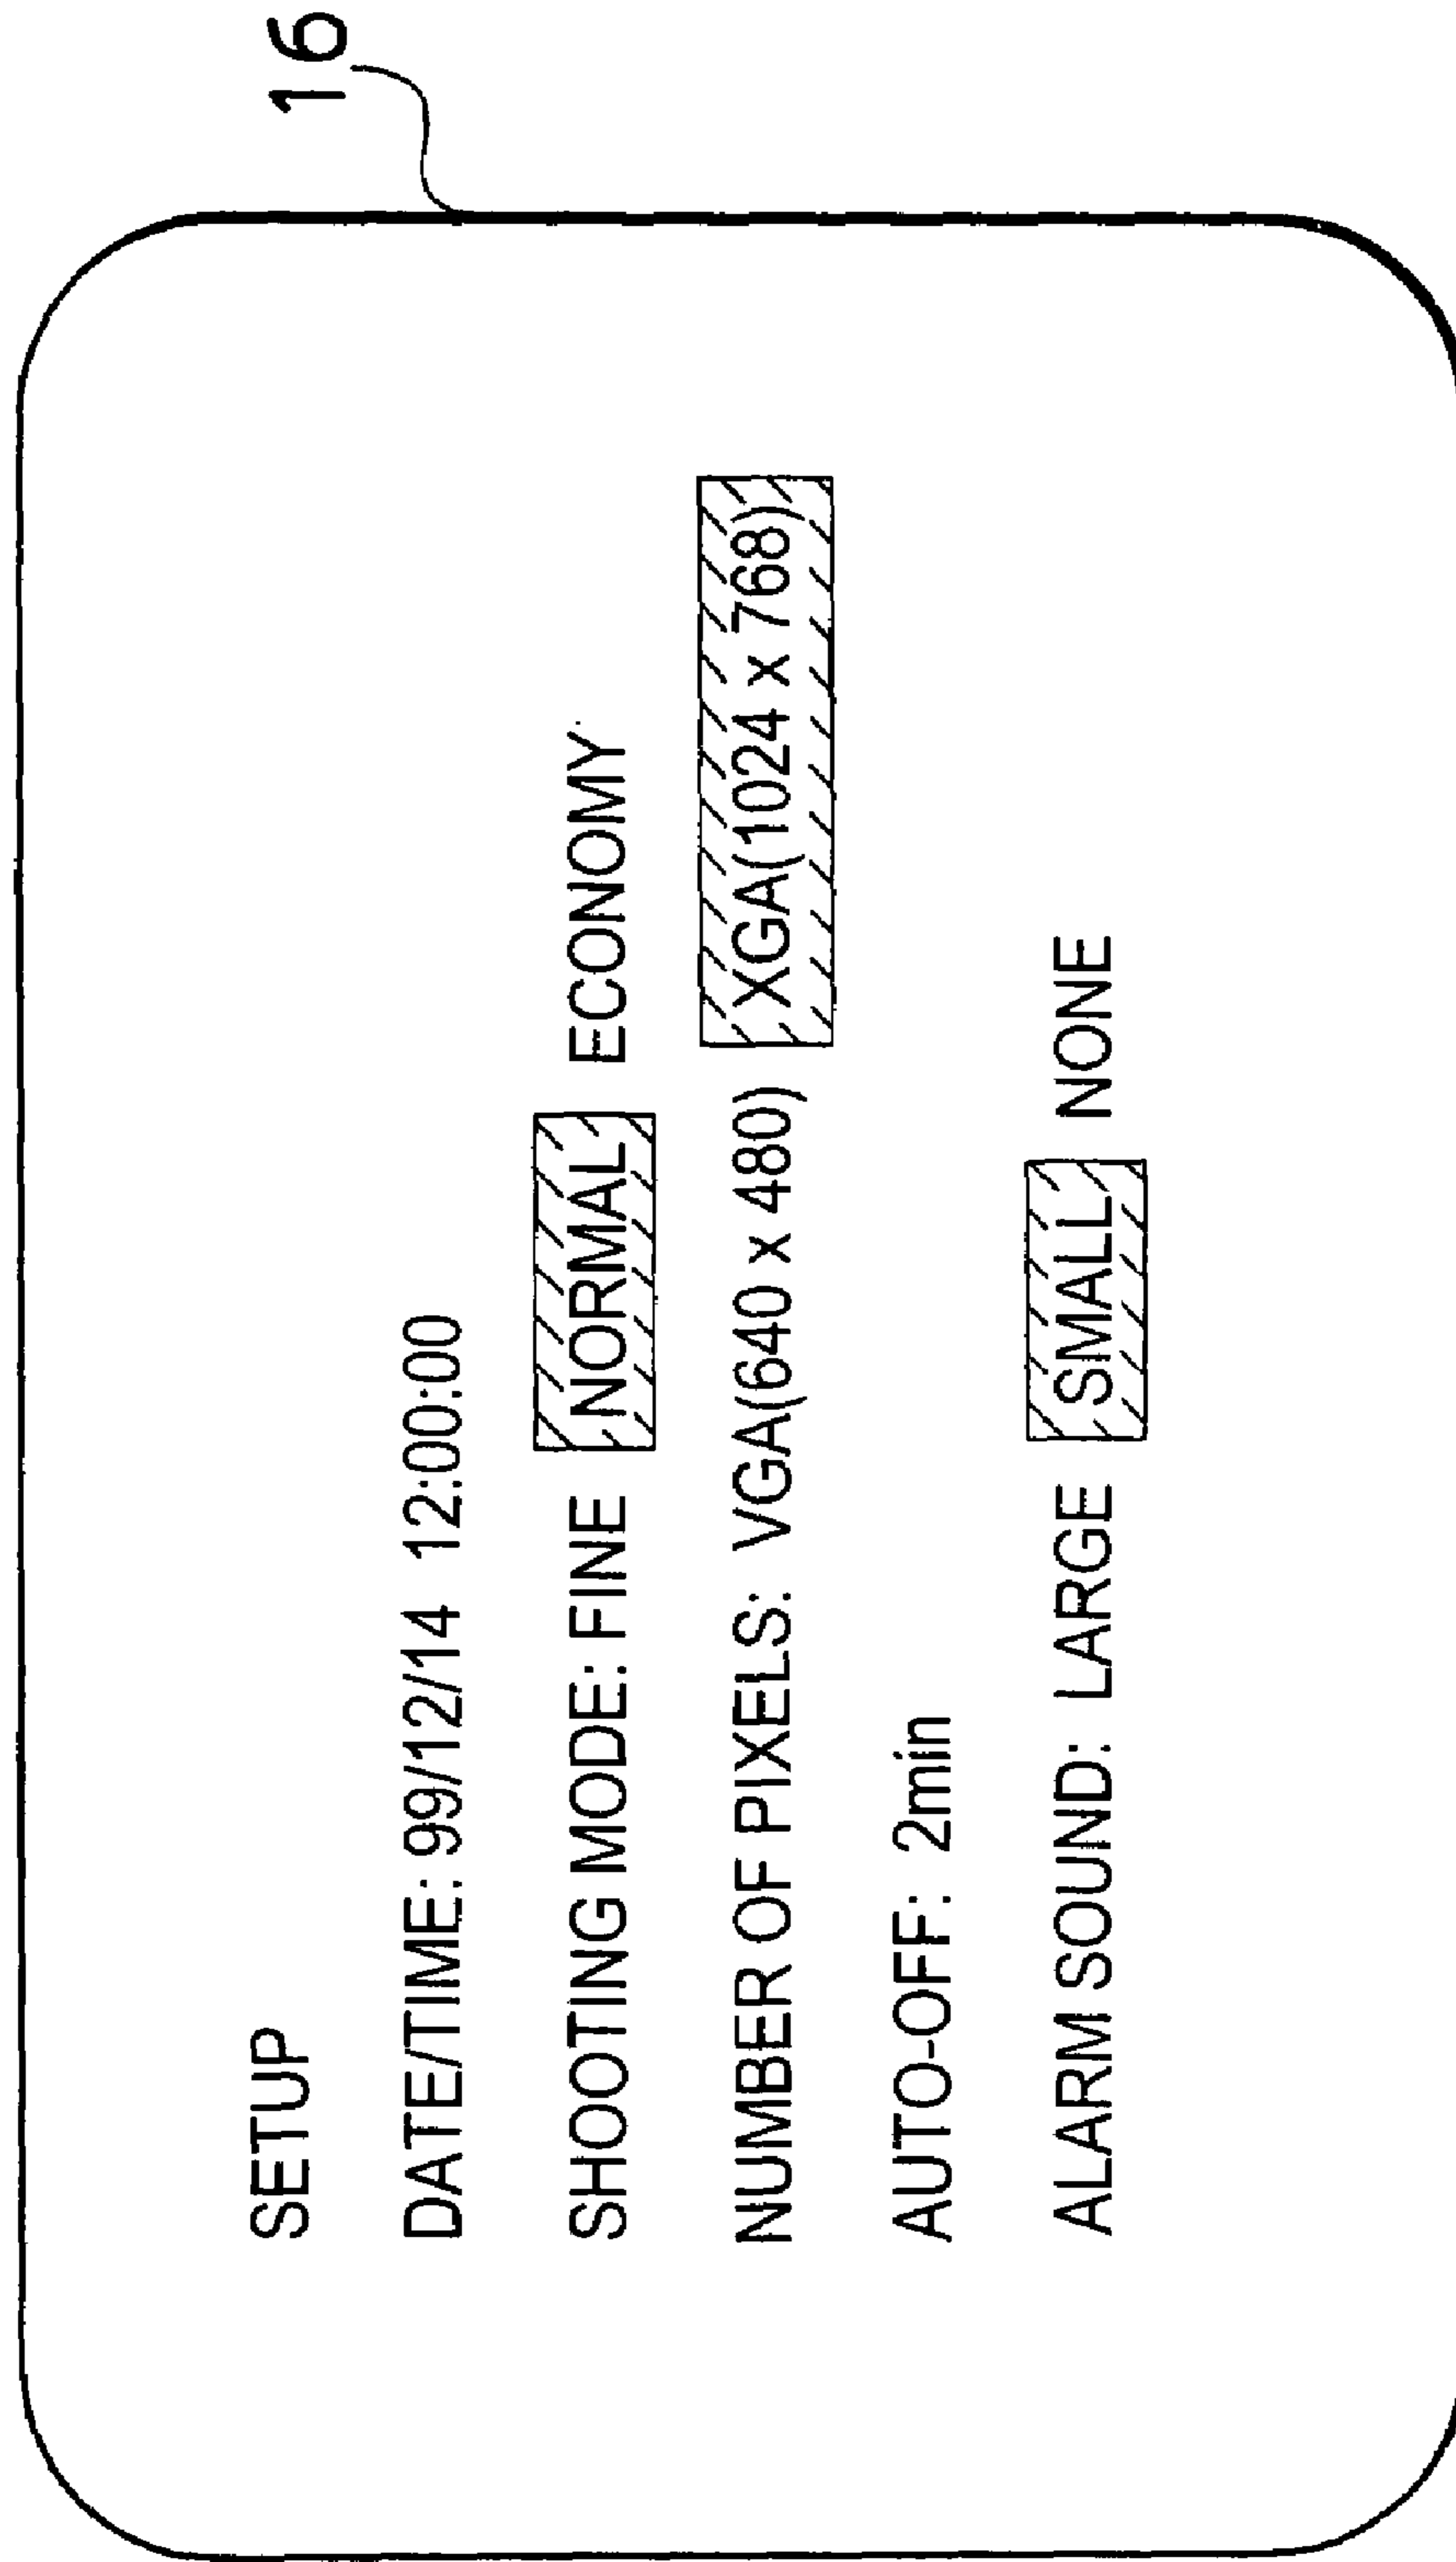 16
SETUP
DATE/TIME: 99/12/14 12:00:00
SHOOTING MODE: FINE NORMAL ECONOMY
NUMBER OF PIXELS: VGA(640 x 480) XGA(1024 x 768)
AUTO-OFF: 2min
ALARM SOUND: LARGE SMALL NONE